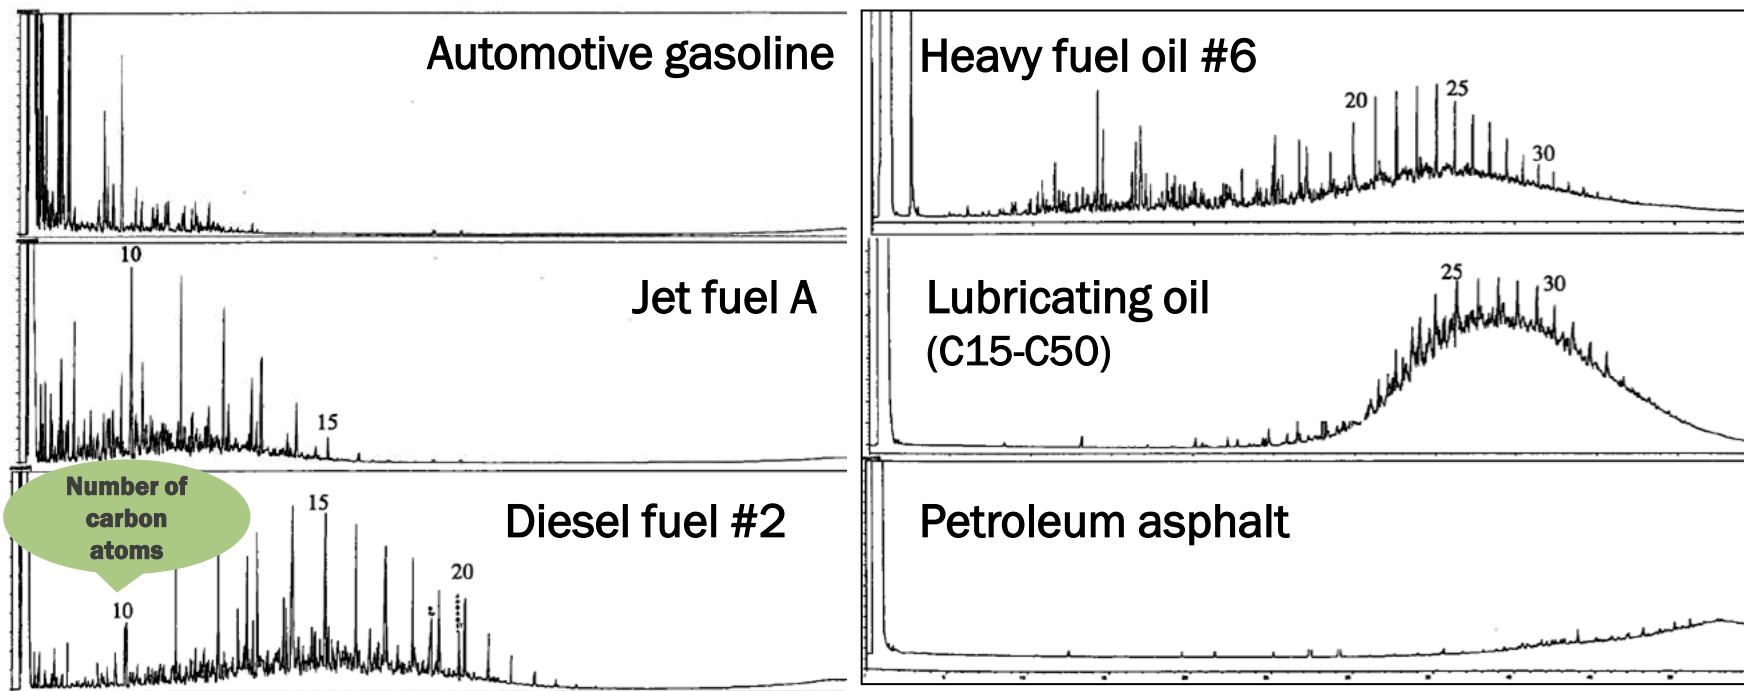 Automotive gasoline
10
Jet fuel A
15
Number of
carbon
atoms
10
15
Diesel fuel #2
20
Heavy fuel oil #6
20
25
30
Lubricating oil
(C15-C50)
25
30
Petroleum asphalt